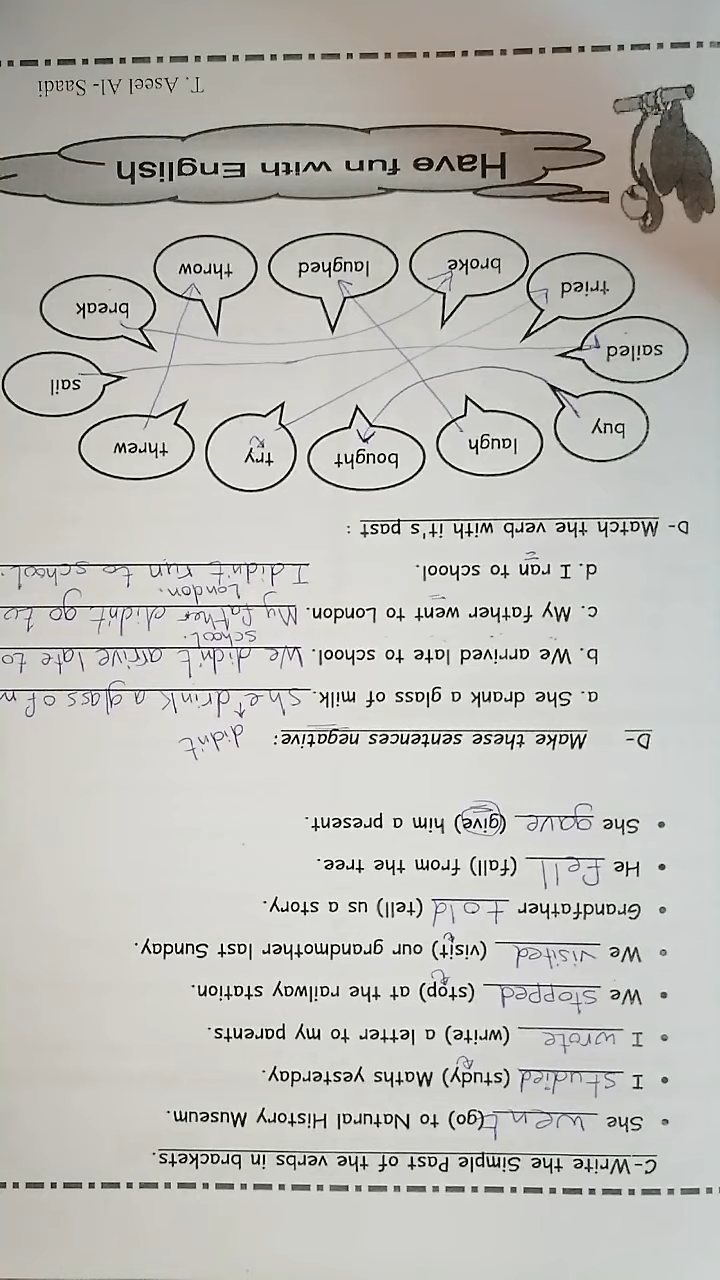 C-Write the Simple Past of the verbs in brackets.
• She went (go) to Natural History Museum.
• I studied (study) Maths yesterday.
• I wrote (write) a letter to my parents.
• We stopped (stop) at the railway station.
• We visited (visit) our grandmother last Sunday.
• Grandfather told (tell) us a story.
• He fell (fall) from the tree.
• She gave (give) him a present.
D- Make these sentences negative: didn't
a. She drank a glass of milk. She drink a glass of
b. We arrived late to school. We didn't arrive late to
school.
c. My father went to London. My father didn't go to
London.
d. I ran to school. I didn't run to school.
D- Match the verb with it's past :
buy laugh bought try threw
sailed sail
tried broke laughed throw break
Have fun with English
T. Aseel Al- Saadi